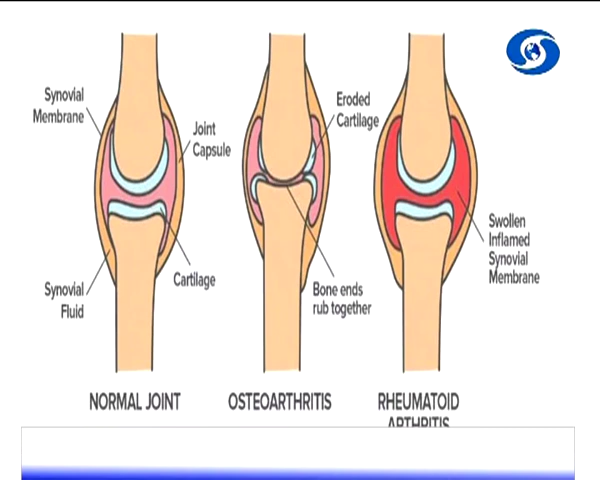 Synovial
Membrane
Joint
Capsule
Cartilage
Synovial
Fluid
Eroded
Cartilage
Bone ends
rub together
Swollen
Inflamed
Synovial
Membrane
NORMAL JOINT
OSTEOARTHRITIS
RHEUMATOID
ARTHRITIS